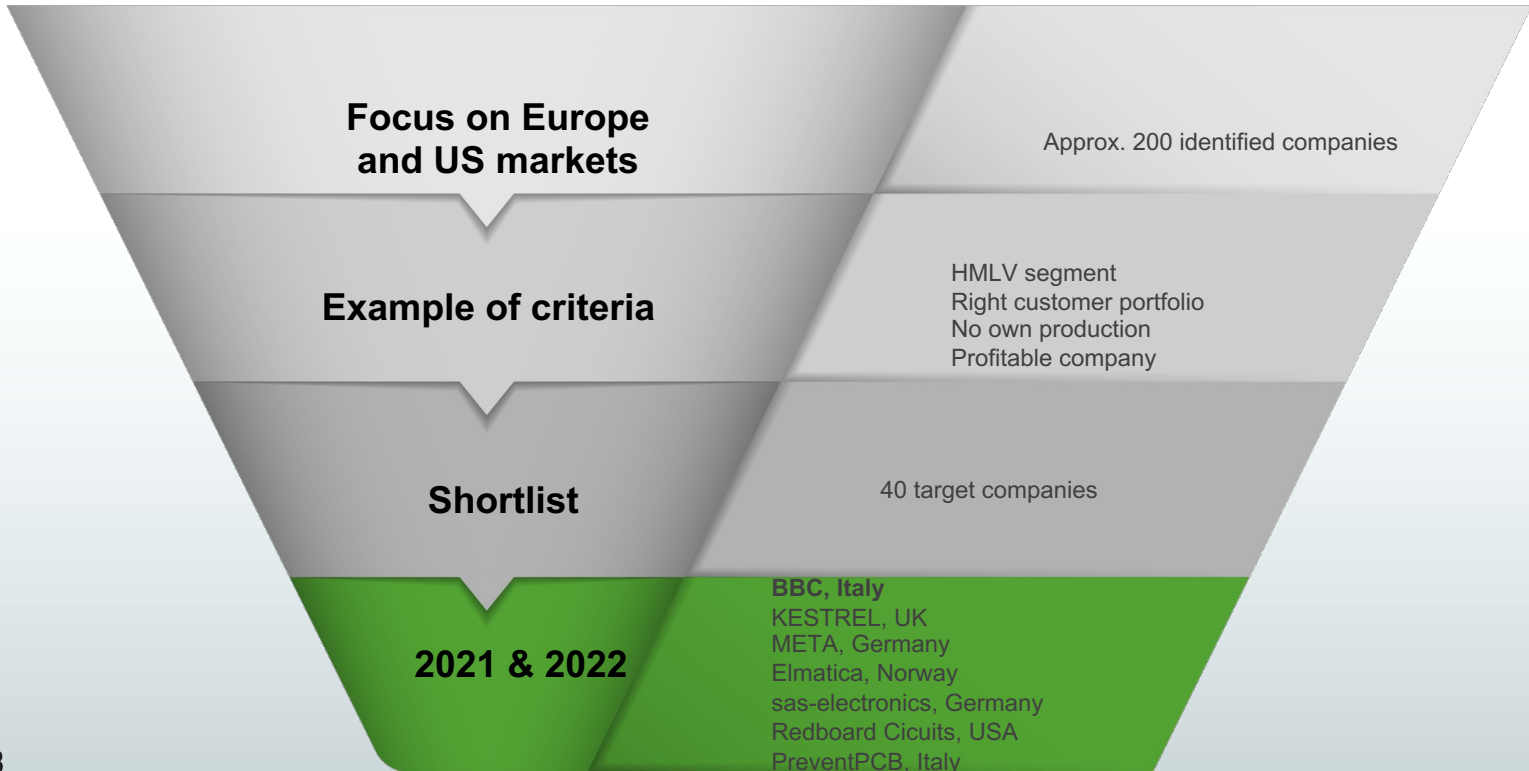 Focus on Europe
and US markets
Approx. 200 identified companies
Example of criteria
HMLV segment
Right customer portfolio
No own production
Profitable company
Shortlist
40 target companies
2021 & 2022
BBC, Italy
KESTREL, UK
META, Germany
Elmatica, Norway
sas-electronics, Germany
Redboard Cicuits, USA
PreventPCB, Italy